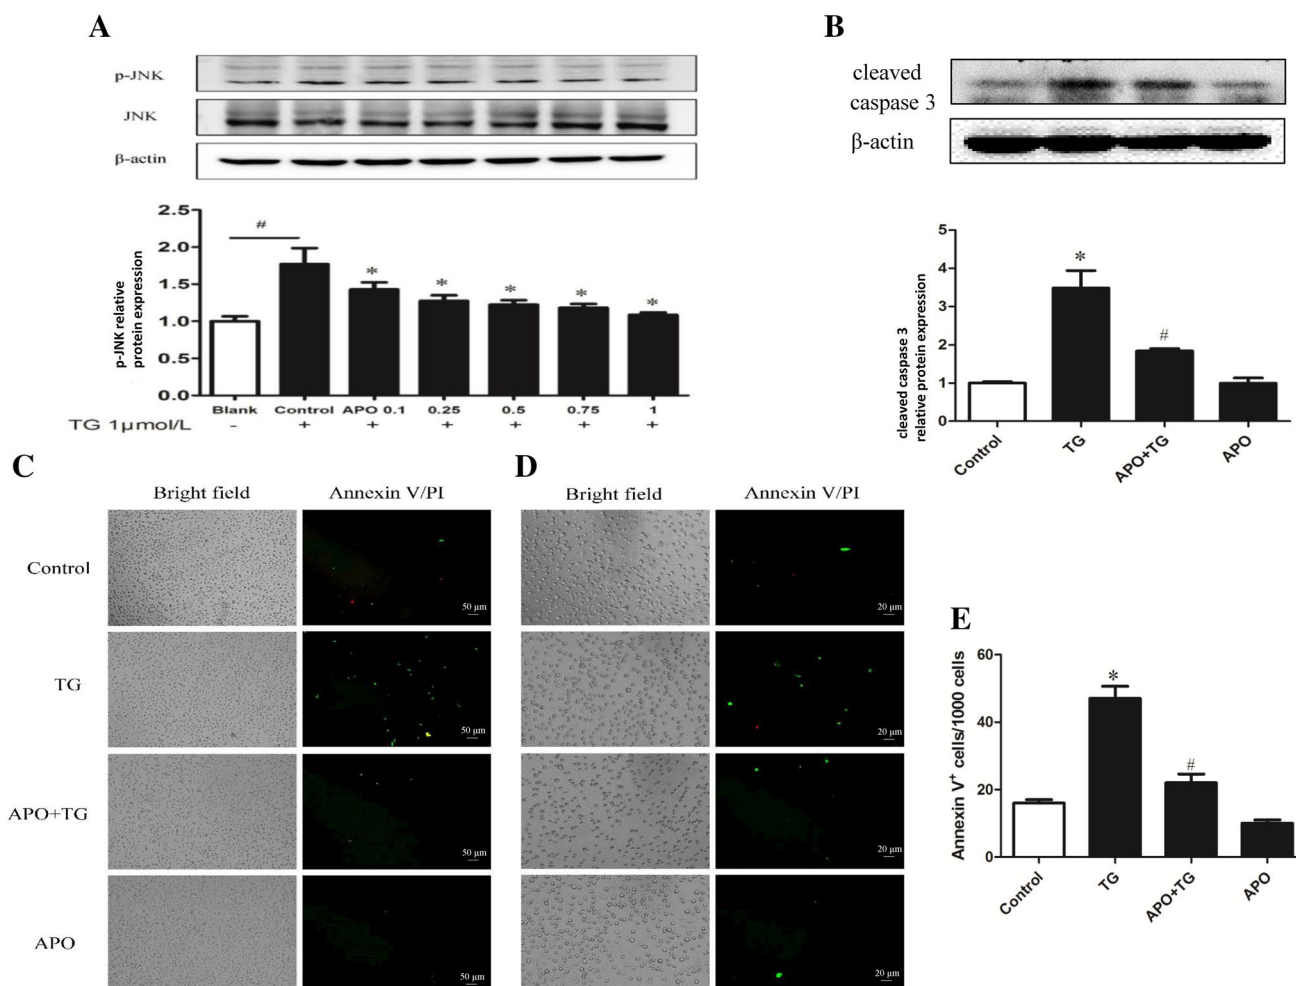 A
p-JNK
JNK
β-actin
p-JNK relative
protein expression
2.5
2.0
1.5
1.0
0.5
0.0
#
*
*
*
*
*
Blank
Control
APO 0.1
0.25
0.5
0.75
1
TG 1μmol/L - + + + + + +
B
cleaved
caspase 3
β-actin
cleaved caspase 3
relative protein expression
5
4
3
2
1
0
*
#
Control
TG
APO+TG
APO
C
Bright field
Annexin V/PI
Control
50 μm
TG
50 μm
APO+TG
50 μm
APO
50 μm
D
Bright field
Annexin V/PI
20 μm
20 μm
20 μm
20 μm
E
Annexin V⁺ cells/1000 cells
60
40
20
0
*
#
Control
TG
APO+TG
APO